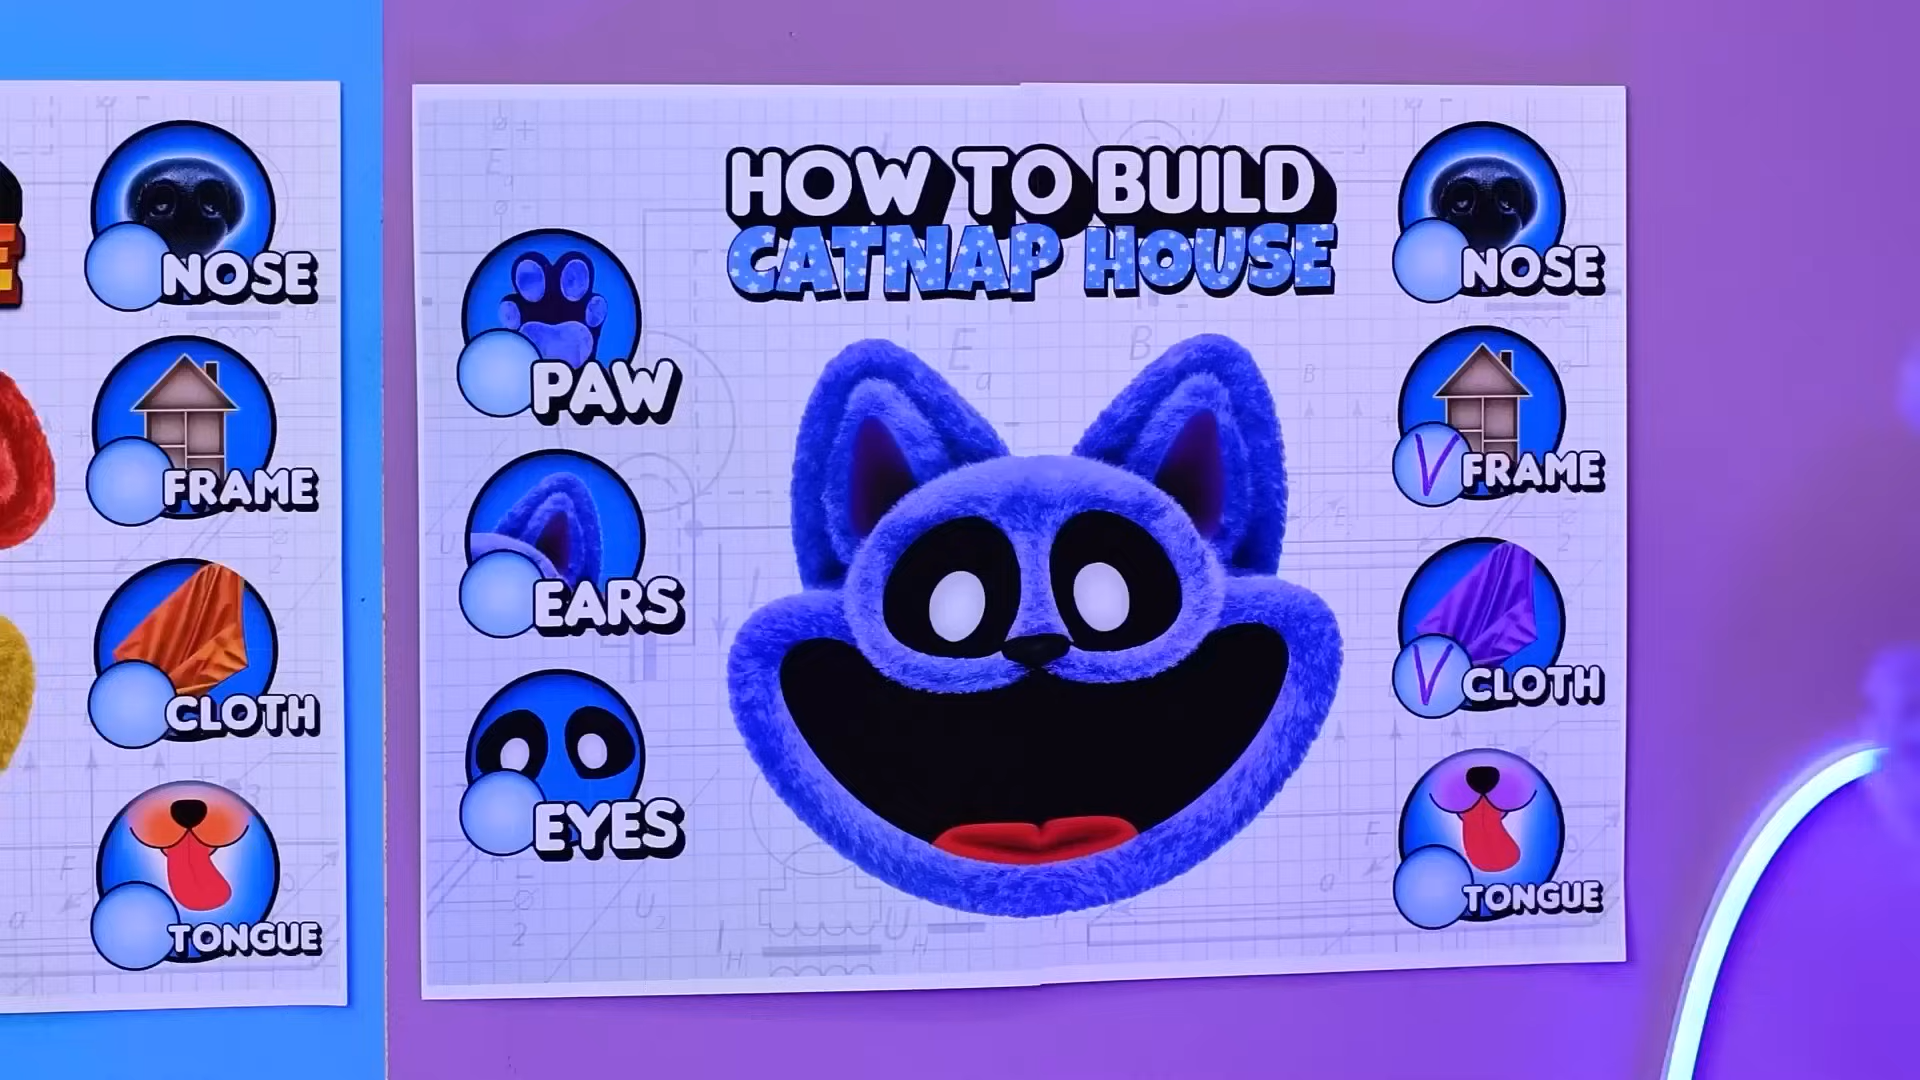 NOSE
FRAME
CLOTH
TONGUE
HOW TO BUILD
CATNAP HOUSE
PAW
EARS
EYES
NOSE
V FRAME
V CLOTH
TONGUE